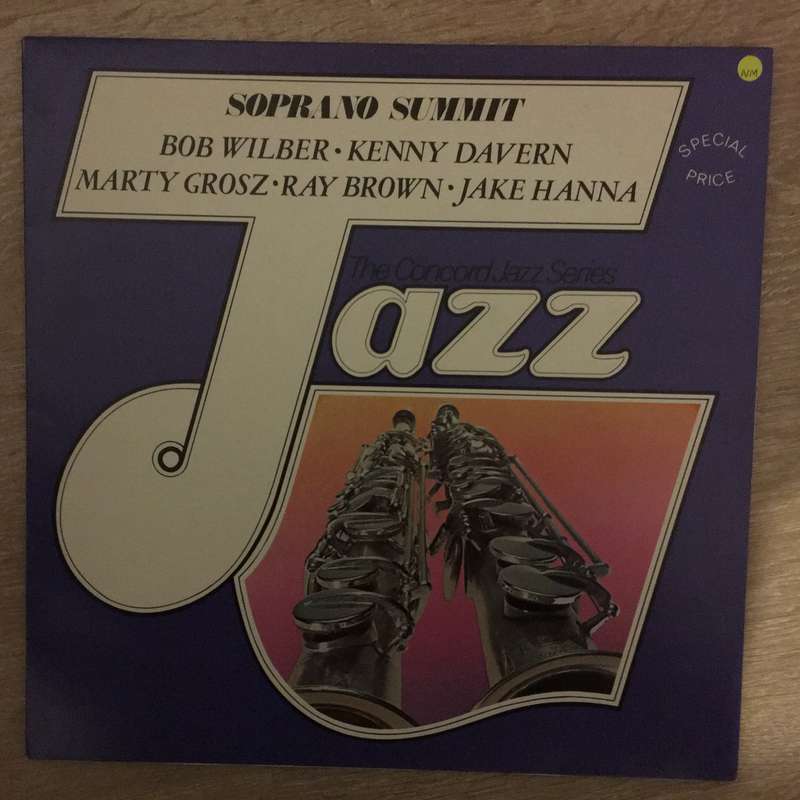 SOPRANO SUMMIT
BOB WILBER • KENNY DAVERN
MARTY GROSZ • RAY BROWN • JAKE HANNA
N/M
SPECIAL
PRICE
The Concord Jazz Series
Jazz